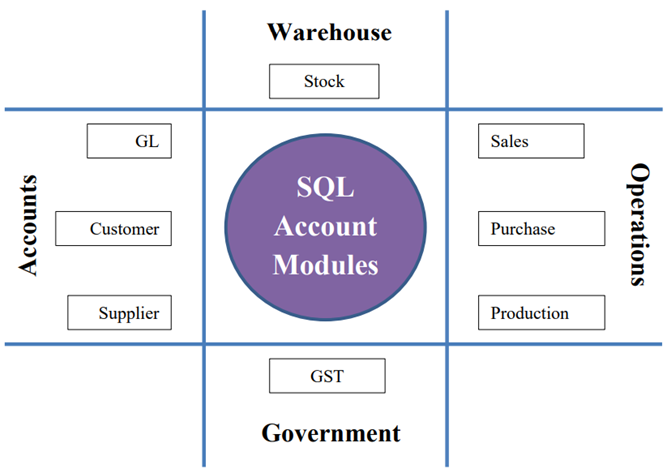 Warehouse
Stock
Accounts
GL
Customer
Supplier
SQL
Account
Modules
Sales
Purchase
Production
Operations
GST
Government